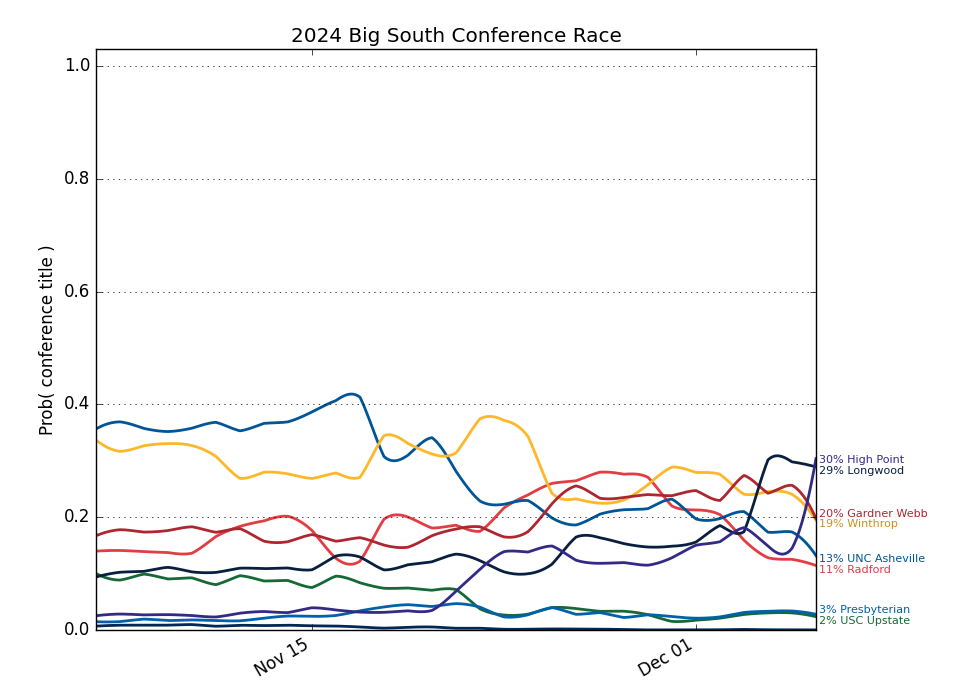 2024 Big South Conference Race
Prob( conference title )
1.0
0.8
0.6
0.4
0.2
0.0
Nov 15
Dec 01
30% High Point
29% Longwood
20% Gardner Webb
19% Winthrop
13% UNC Asheville
11% Radford
3% Presbyterian
2% USC Upstate